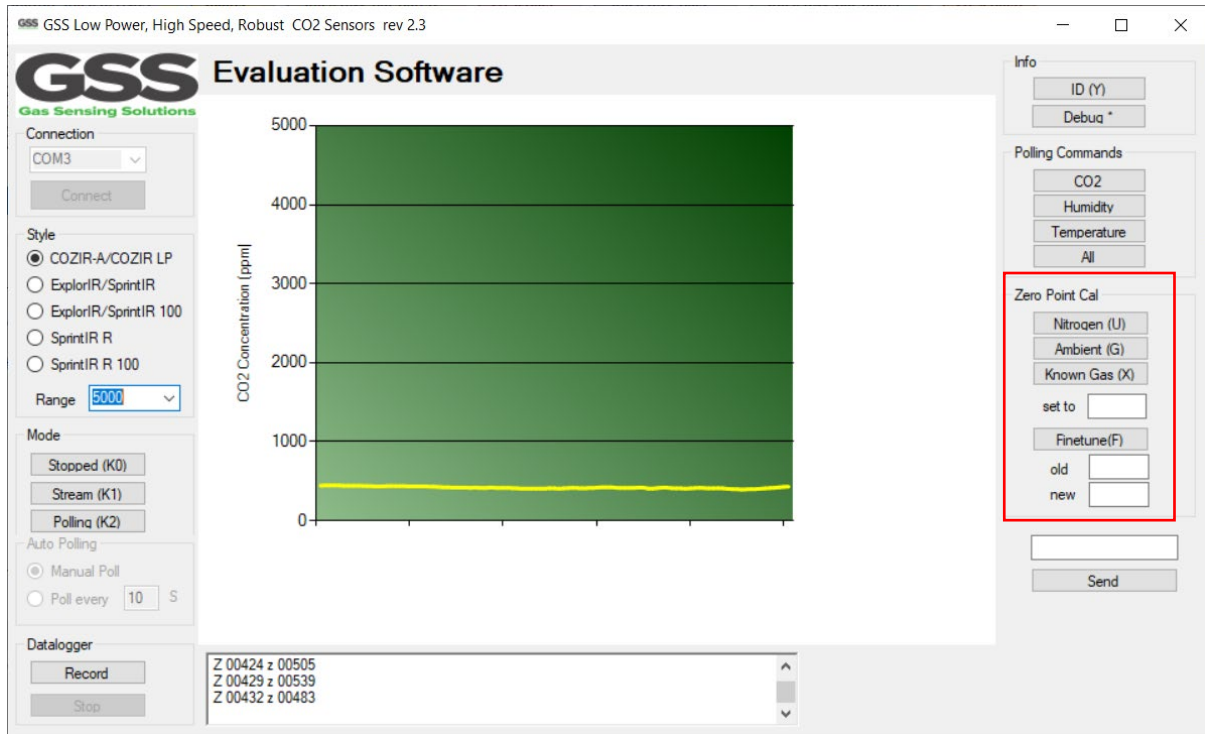 GSS GSS Low Power, High Speed, Robust CO2 Sensors rev 2.3
GSS
Gas Sensing Solutions
Evaluation Software
Connection
COM3
Connect
Style
COZIR-A/COZIR LP
ExplorIR/SprintIR
ExplorIR/SprintIR 100
SprintIR R
SprintIR R 100
Range 5000
Mode
Stopped (K0)
Stream (K1)
Polling (K2)
Auto Polling
Manual Poll
Poll every 10 S
Datalogger
Record
Stop
CO2 Concentration [ppm]
5000
4000
3000
2000
1000
0
Z 00424 z 00505
Z 00429 z 00539
Z 00432 z 00483
Info
ID (Y)
Debug *
Polling Commands
CO2
Humidity
Temperature
All
Zero Point Cal
Nitrogen (U)
Ambient (G)
Known Gas (X)
set to
Finetune(F)
old
new
Send